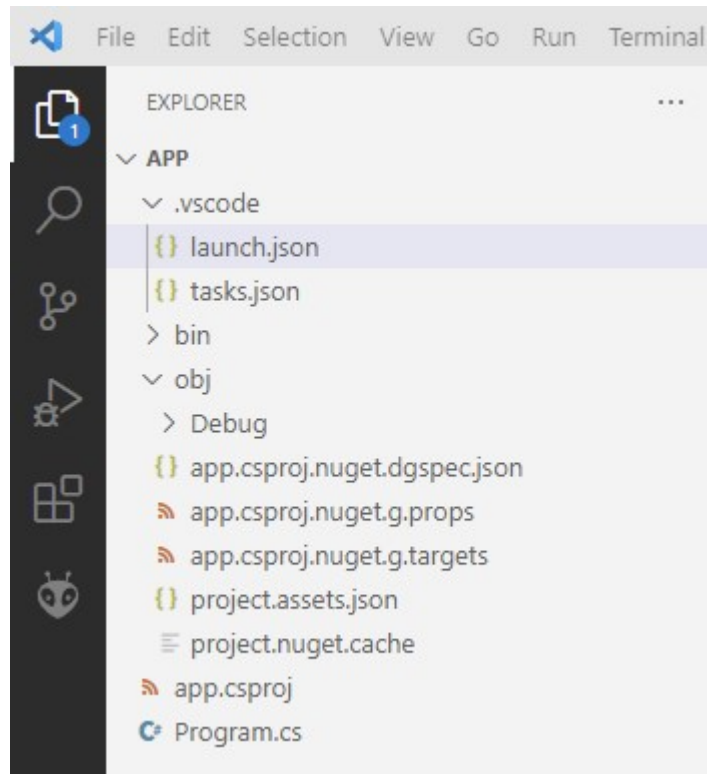 File Edit Selection View Go Run Terminal
EXPLORER ...
1
APP
.vscode
{} launch.json
{} tasks.json
bin
obj
Debug
{} app.csproj.nuget.dgspec.json
app.csproj.nuget.g.props
app.csproj.nuget.g.targets
{} project.assets.json
project.nuget.cache
app.csproj
C# Program.cs